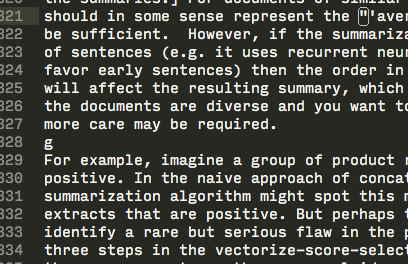 the summaries.] For documents of similar
321 should in some sense represent the "'aver
322 be sufficient.  However, if the summariza
323 of sentences (e.g. it uses recurrent neur
324 favor early sentences) then the order in
325 will affect the resulting summary, which
326 the documents are diverse and you want to
327 more care may be required.
328 g
329 For example, imagine a group of product r
330 positive. In the naive approach of concat
331 summarization algorithm might spot this m
332 extracts that are positive. But perhaps t
333 identify a rare but serious flaw in the p
334 three steps in the vectorize-score-select